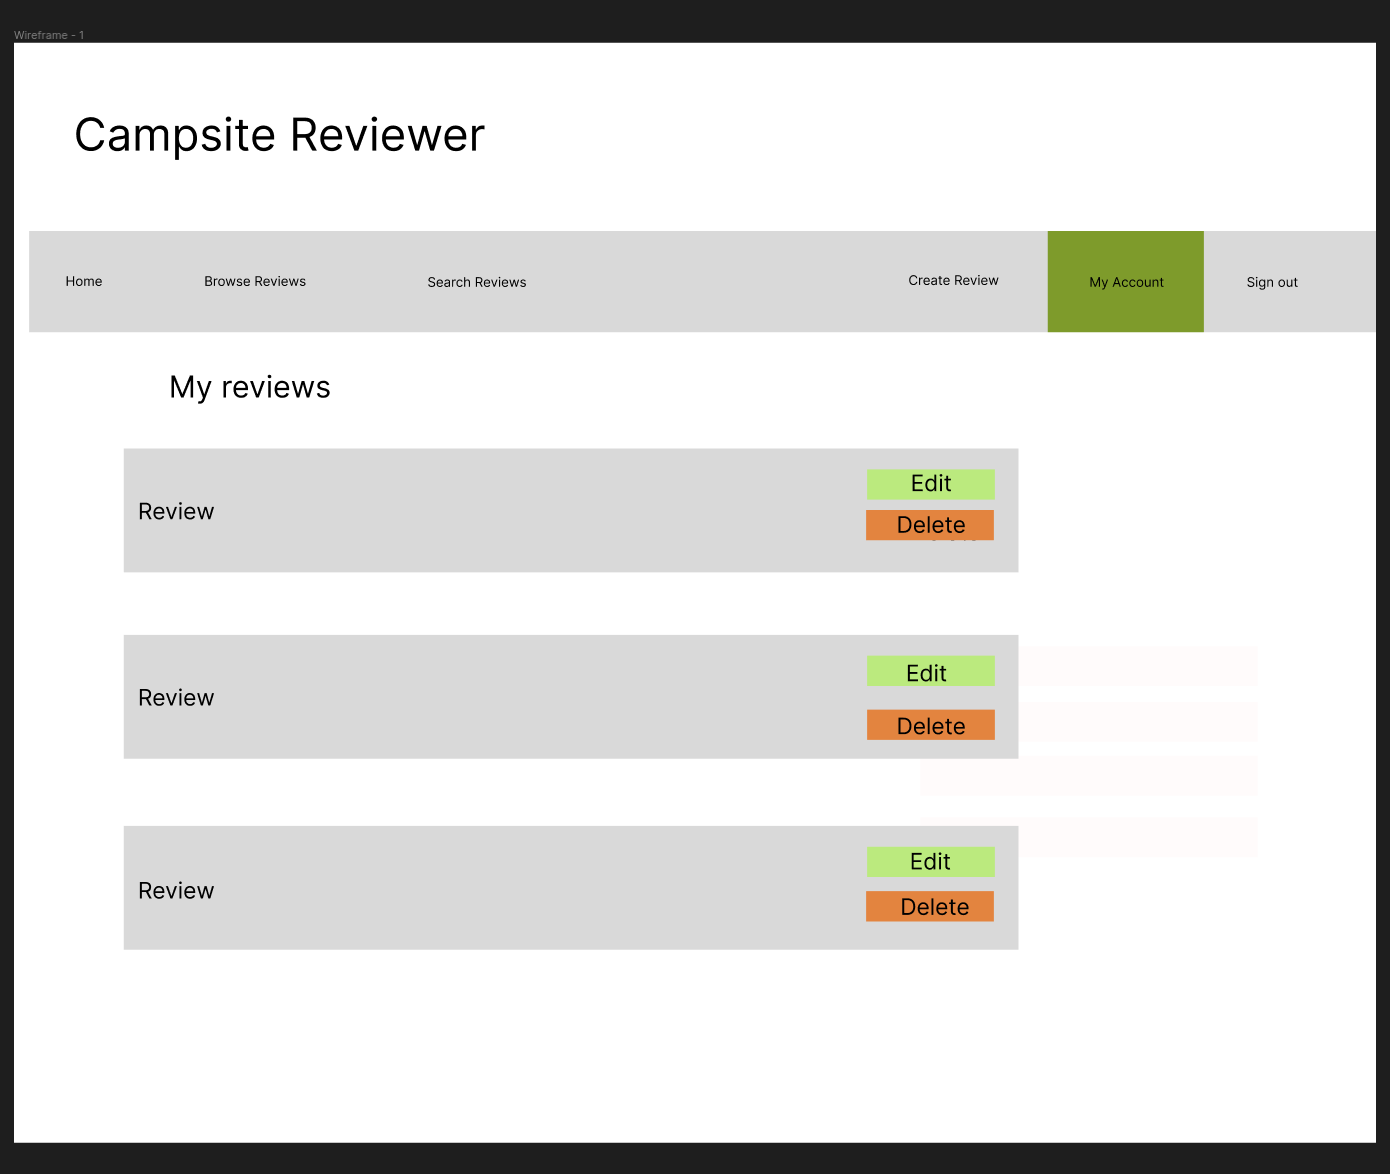 Wireframe - 1
Campsite Reviewer
Home Browse Reviews Search Reviews Create Review My Account Sign out
My reviews
Review
Edit
Delete
Review
Edit
Delete
Review
Edit
Delete